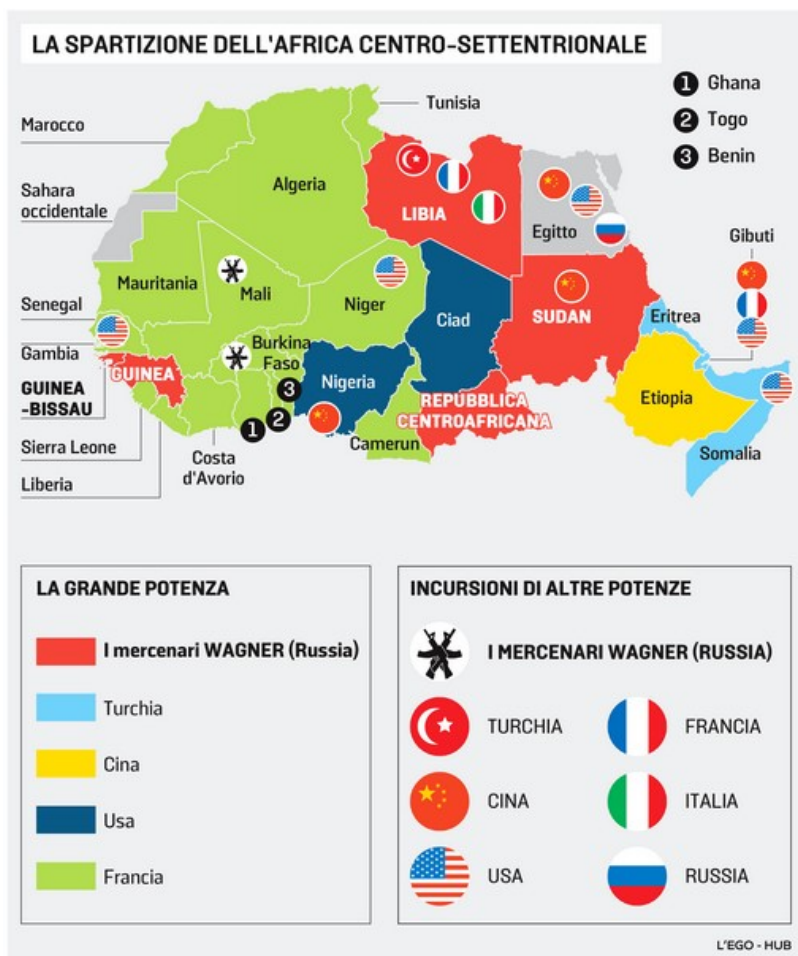 LA SPARTIZIONE DELL'AFRICA CENTRO-SETTENTRIONALE
1 Ghana
2 Togo
3 Benin
Tunisia
Marocco
Algeria
Sahara
occidentale
LIBIA
Egitto
Gibuti
Mauritania
Mali
Niger
Ciad
SUDAN
Eritrea
Senegal
Gambia
Burkina
Faso
GUINEA
GUINEA
-BISSAU
Nigeria
REPUBBLICA
CENTROAFRICANA
Etiopia
3
2
1
Camerun
Sierra Leone
Costa
d'Avorio
Somalia
Liberia
LA GRANDE POTENZA
I mercenari WAGNER (Russia)
Turchia
Cina
Usa
Francia
INCURSIONI DI ALTRE POTENZE
I MERCENARI WAGNER (RUSSIA)
TURCHIA
FRANCIA
CINA
ITALIA
USA
RUSSIA
L'EGO - HUB